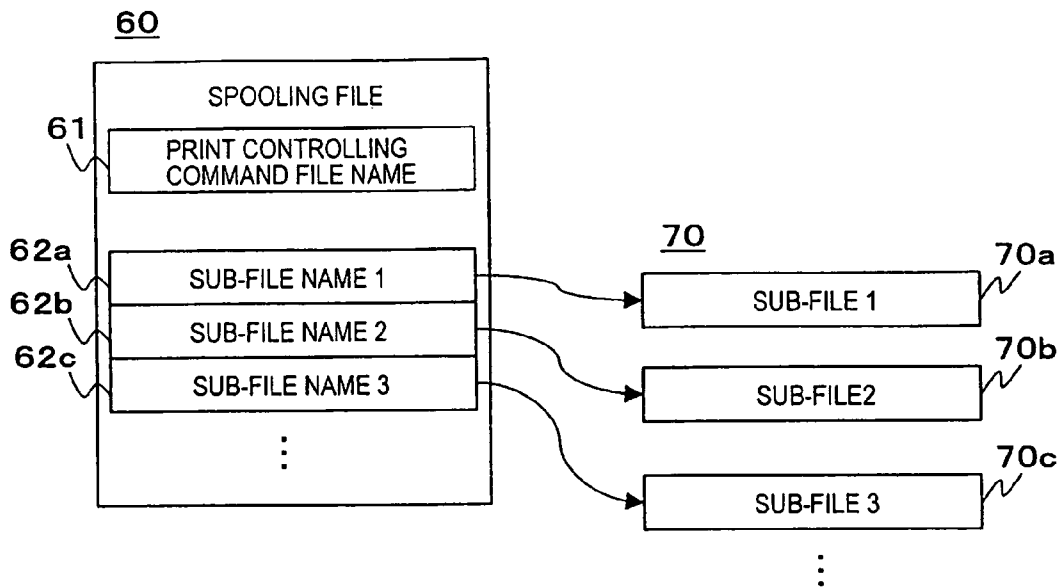 60
SPOOLING FILE
61
PRINT CONTROLLING
COMMAND FILE NAME
62a
SUB-FILE NAME 1
62b
SUB-FILE NAME 2
62c
SUB-FILE NAME 3
70
70a
SUB-FILE 1
70b
SUB-FILE2
70c
SUB-FILE 3